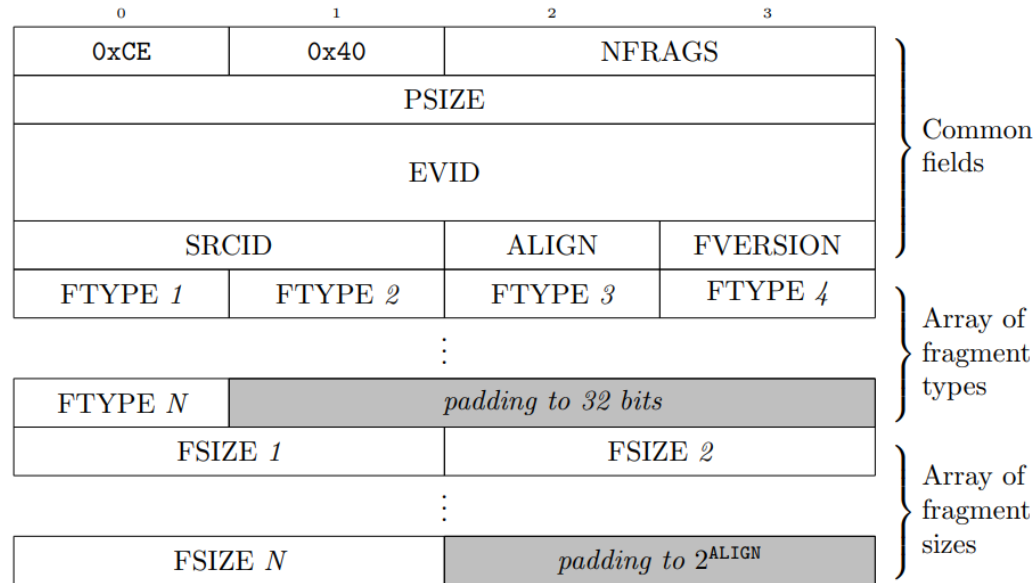 0 1 2 3
0xCE 0x40 NFRAGS
PSIZE
EVID
Common
fields
SRCID ALIGN FVERSION
FTYPE 1 FTYPE 2 FTYPE 3 FTYPE 4
⋮
Array of
fragment
types
FTYPE N padding to 32 bits
FSIZE 1 FSIZE 2
⋮
Array of
fragment
sizes
FSIZE N padding to 2^ALIGN